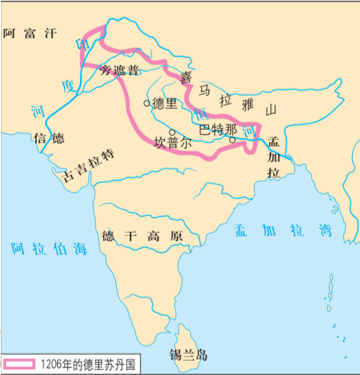 阿富汗
印度河
旁遮普
喜马拉雅山
德里
恒河
信德
坎普尔
巴特那
孟加拉
古吉拉特
德干高原
孟加拉湾
阿拉伯海
锡兰岛
1206年的德里苏丹国